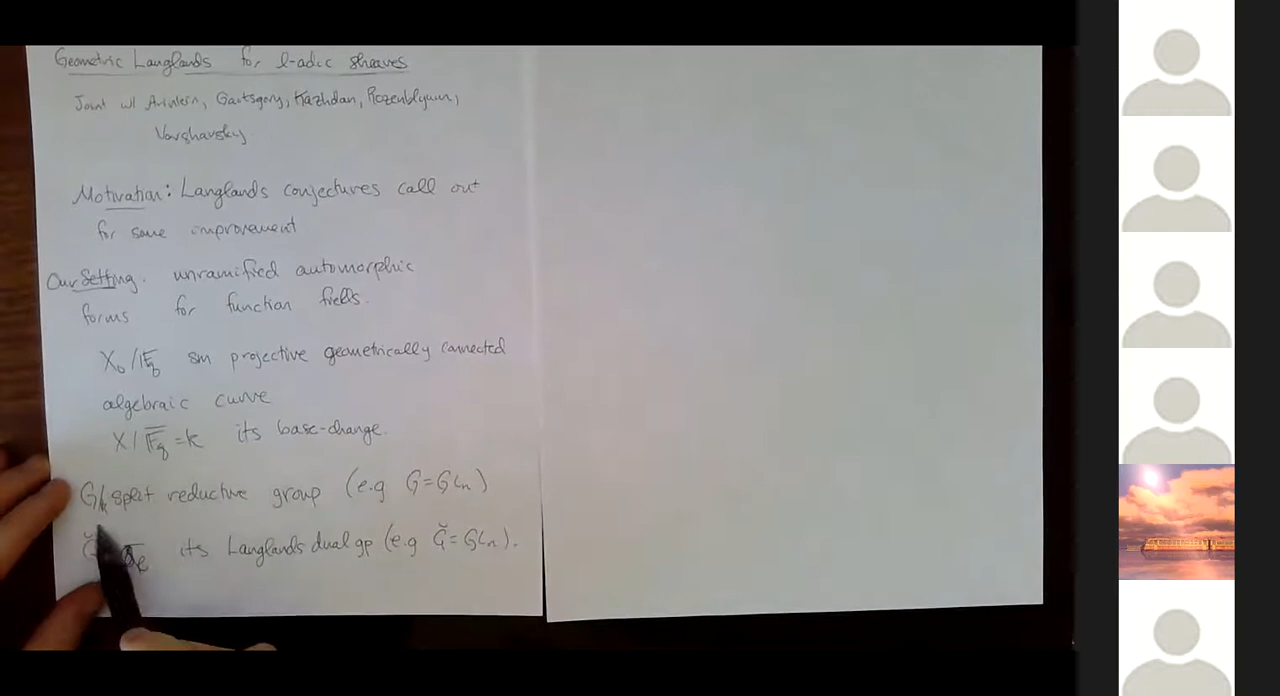 Geometric Langlands for l-adic sheaves
Joint w/ Arinkin, Gaitsgory, Kazhdan, Rozenblyum,
Varshavsky
Motivation: Langlands conjectures call out
for some improvement
Our Setting. unramified automorphic
forms for function fields.
X₀/𝔽_q sm projective geometrically connected
algebraic curve
X/𝔽̄_q = k its base-change.
G/k split reductive group (e.g G=GLn)
its Langlands dual gp (e.g Ǧ=GLn).